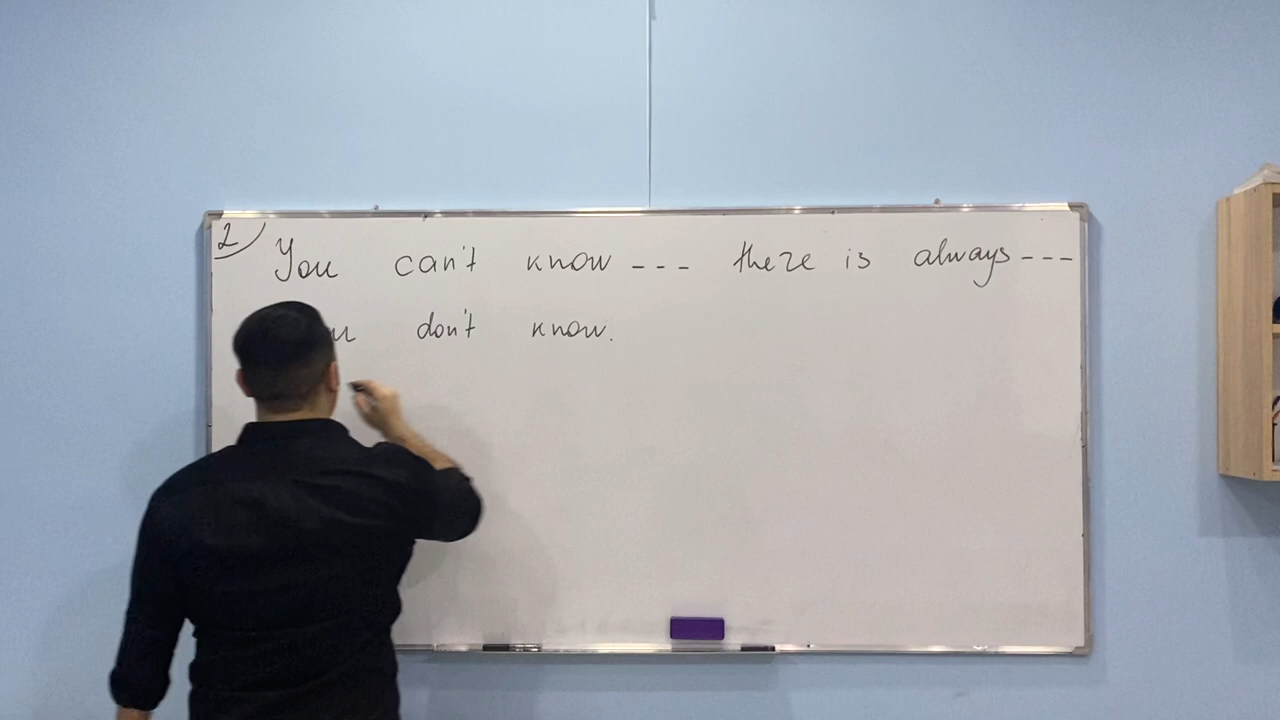 2) You can't know --- there is always ---
don't know.